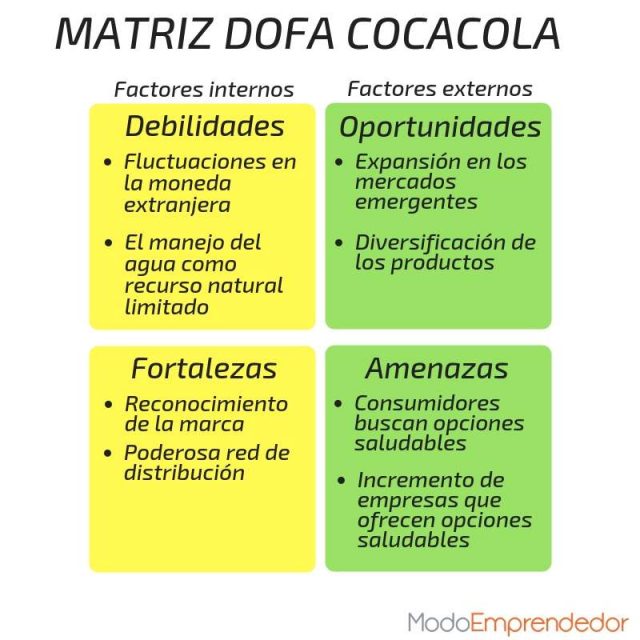 MATRIZ DOFA COCACOLA
Factores internos
Factores externos
Debilidades
• Fluctuaciones en
la moneda
extranjera
• El manejo del
agua como
recurso natural
limitado
Oportunidades
• Expansión en los
mercados
emergentes
• Diversificación de
los productos
Fortalezas
• Reconocimiento
de la marca
• Poderosa red de
distribución
Amenazas
• Consumidores
buscan opciones
saludables
• Incremento de
empresas que
ofrecen opciones
saludables
ModoEmprendedor